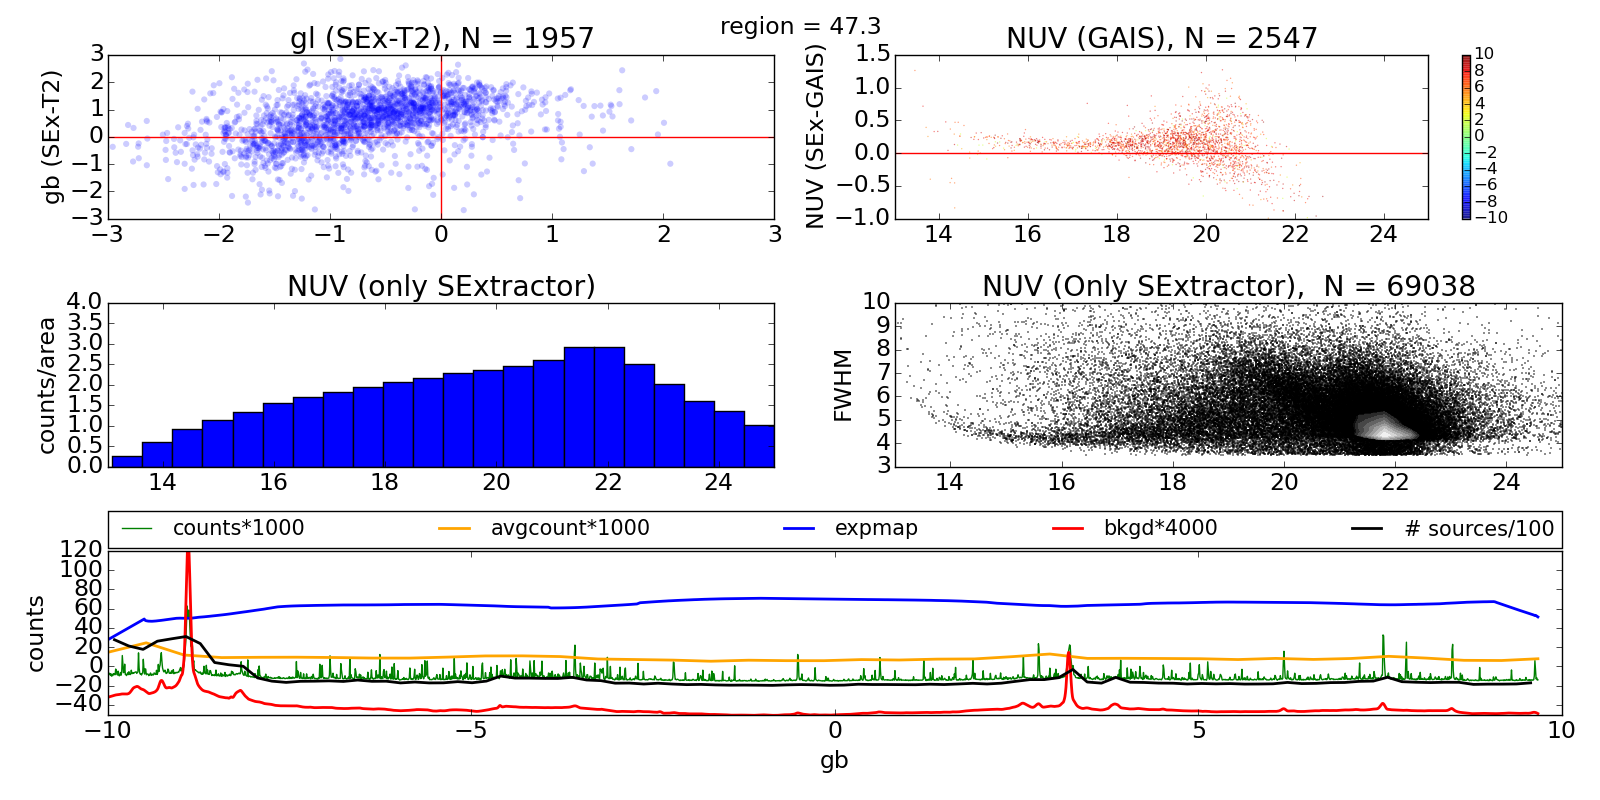 region = 47.3
gl (SEx-T2), N = 1957
3
2
1
0
−1
−2
−3
gb (SEx-T2)
−3 −2 −1 0 1 2 3
NUV (GAIS), N = 2547
1.5
1.0
0.5
0.0
−0.5
−1.0
NUV (SEx-GAIS)
14 16 18 20 22 24
10
8
6
4
2
0
−2
−4
−6
−8
−10
NUV (only SExtractor)
4.0
3.5
3.0
2.5
2.0
1.5
1.0
0.5
0.0
counts/area
14 16 18 20 22 24
NUV (Only SExtractor), N = 69038
10
9
8
7
6
5
4
3
FWHM
14 16 18 20 22 24
counts*1000 avgcount*1000 expmap bkgd*4000 # sources/100
120
100
80
60
40
20
0
−20
−40
counts
−10 −5 0 5 10
gb